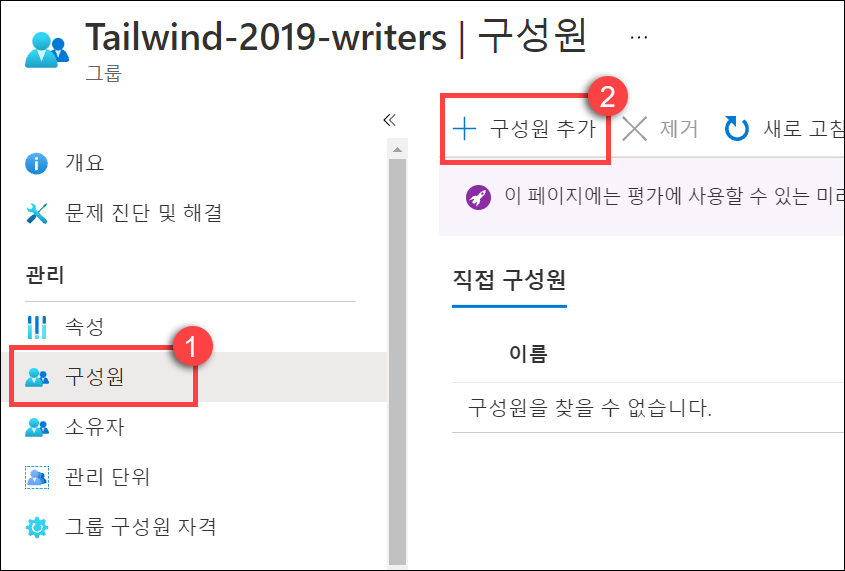 Tailwind-2019-writers | 구성원 ...
그룹
«
개요
문제 진단 및 해결
관리
속성
1
구성원
소유자
관리 단위
그룹 구성원 자격
2
+ 구성원 추가
제거
새로 고침
이 페이지에는 평가에 사용할 수 있는
직접 구성원
이름
구성원을 찾을 수 없습니다.